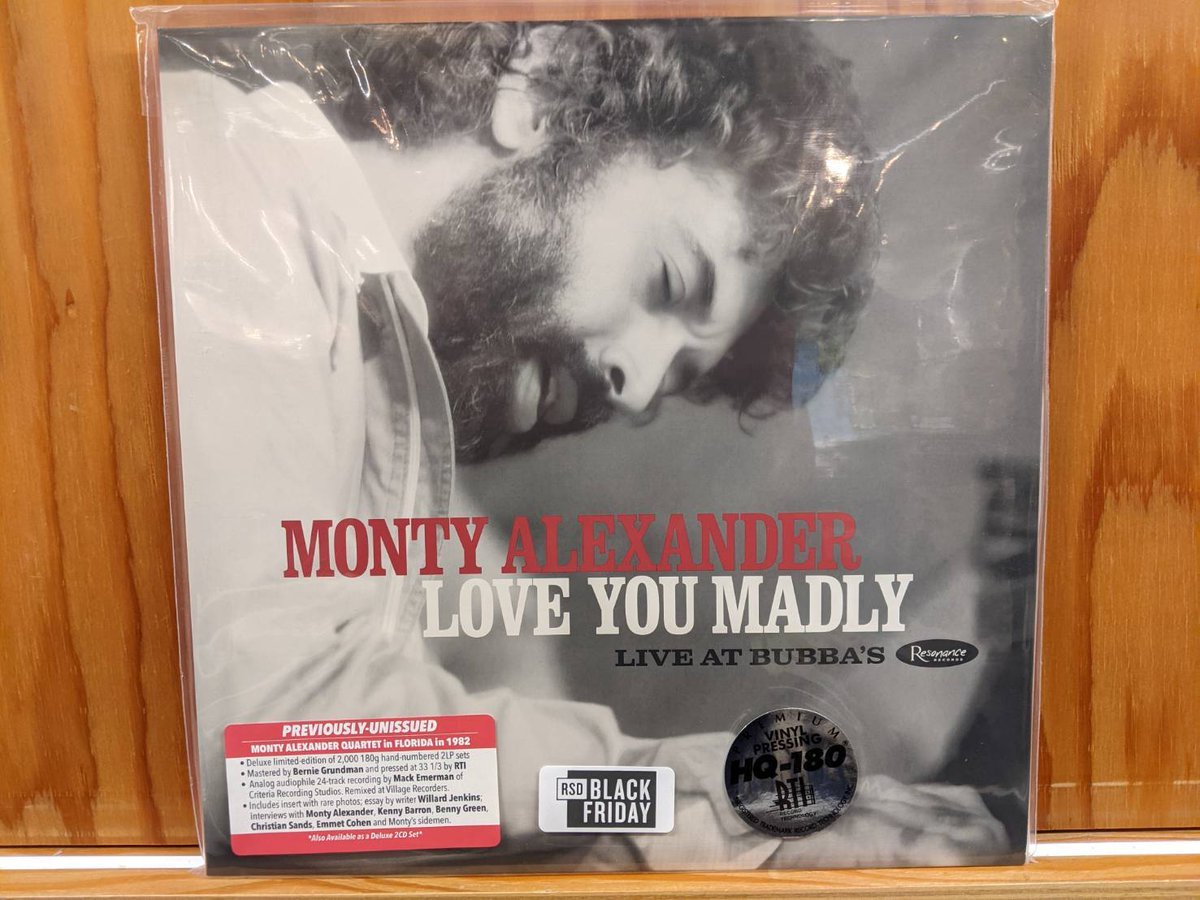 MONTY ALEXANDER
LOVE YOU MADLY
LIVE AT BUBBA'S
Resonance
RECORDS
PREVIOUSLY-UNISSUED
MONTY ALEXANDER QUARTET in FLORIDA in 1982
• Deluxe limited-edition of 2,000 180g hand-numbered 2LP sets
• Mastered by Bernie Grundman and pressed at 33 1/3 by RTI
• Analog audiophile 24-track recording by Mack Emerman of
Criteria Recording Studios. Remixed at Village Recorders.
• Includes insert with rare photos; essay by writer Willard Jenkins;
interviews with Monty Alexander, Kenny Barron, Benny Green,
Christian Sands, Emmet Cohen and Monty's sidemen.
*Also Available as a Deluxe 2CD Set*
RSD BLACK
FRIDAY
PREMIUM
VINYL
PRESSING
HQ-180
RTI
RECORD
TECHNOLOGY